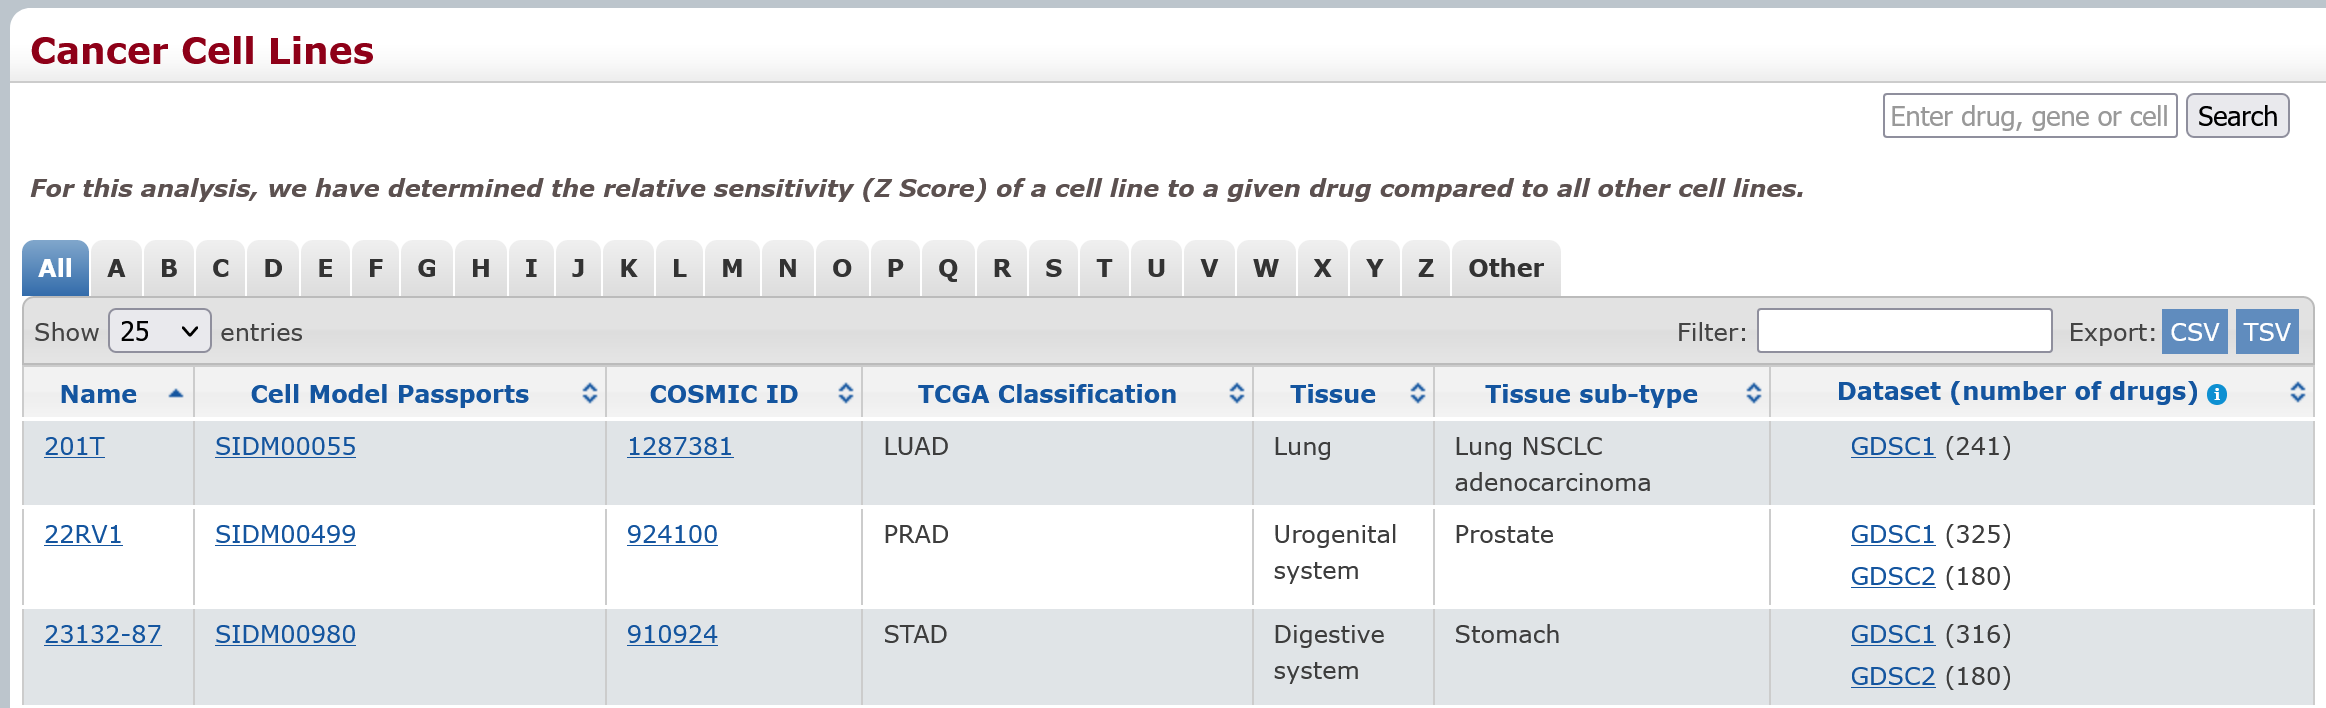 Cancer Cell Lines
Enter drug, gene or cell Search
For this analysis, we have determined the relative sensitivity (Z Score) of a cell line to a given drug compared to all other cell lines.
All A B C D E F G H I J K L M N O P Q R S T U V W X Y Z Other
Show 25 entries Filter: Export: CSV TSV
Name Cell Model Passports COSMIC ID TCGA Classification Tissue Tissue sub-type Dataset (number of drugs) i
201T SIDM00055 1287381 LUAD Lung Lung NSCLC GDSC1 (241)
adenocarcinoma
22RV1 SIDM00499 924100 PRAD Urogenital Prostate GDSC1 (325)
system GDSC2 (180)
23132-87 SIDM00980 910924 STAD Digestive Stomach GDSC1 (316)
system GDSC2 (180)